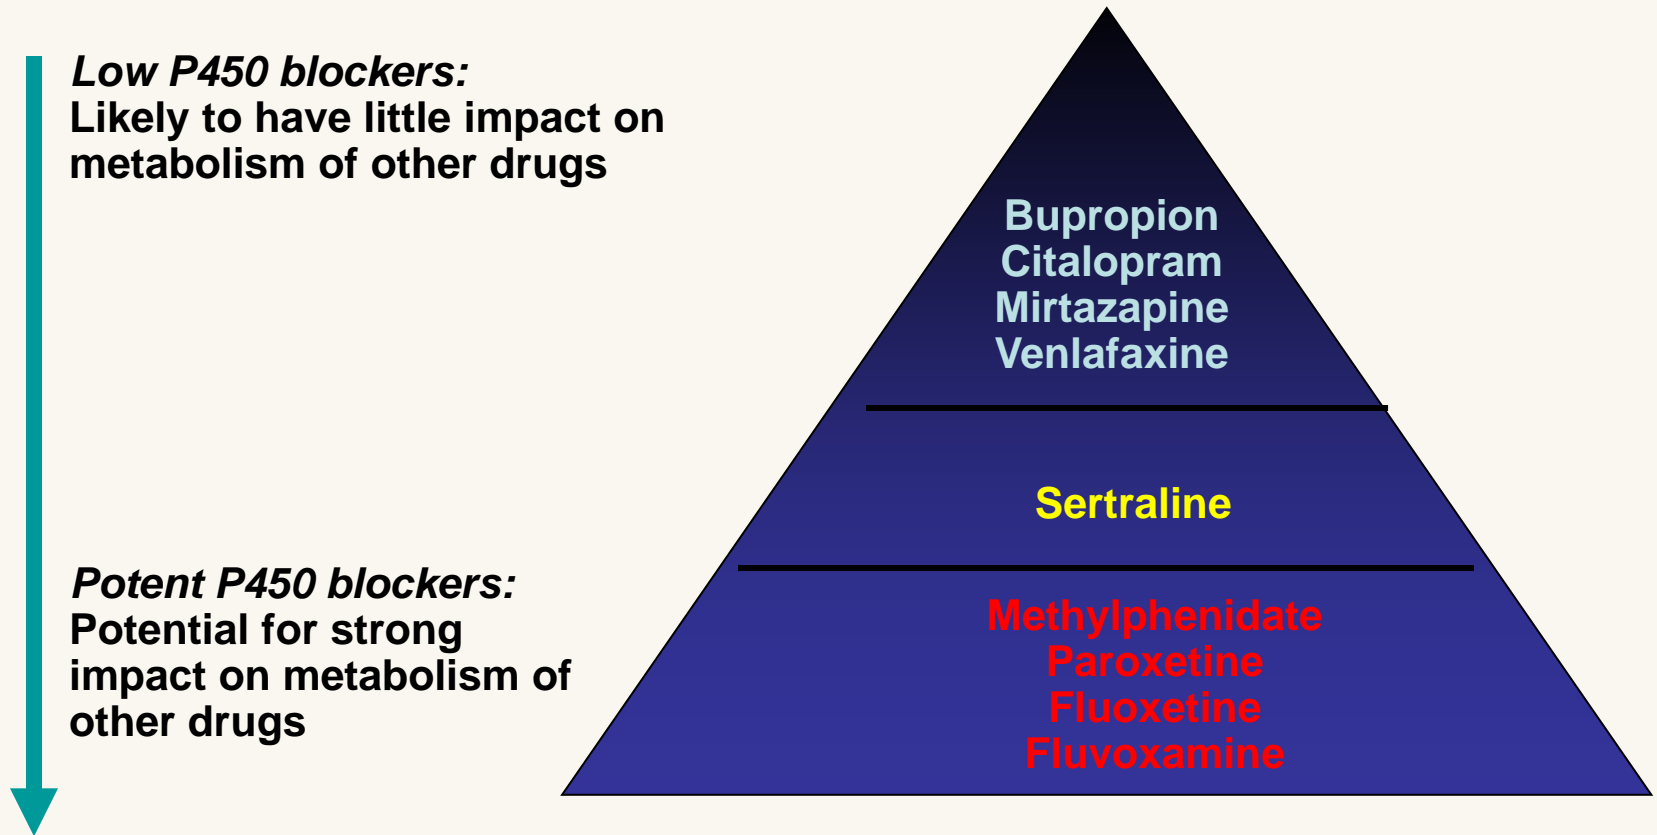 Low P450 blockers:
Likely to have little impact on
metabolism of other drugs
Bupropion
Citalopram
Mirtazapine
Venlafaxine
Sertraline
Potent P450 blockers:
Potential for strong
impact on metabolism of
other drugs
Methylphenidate
Paroxetine
Fluoxetine
Fluvoxamine